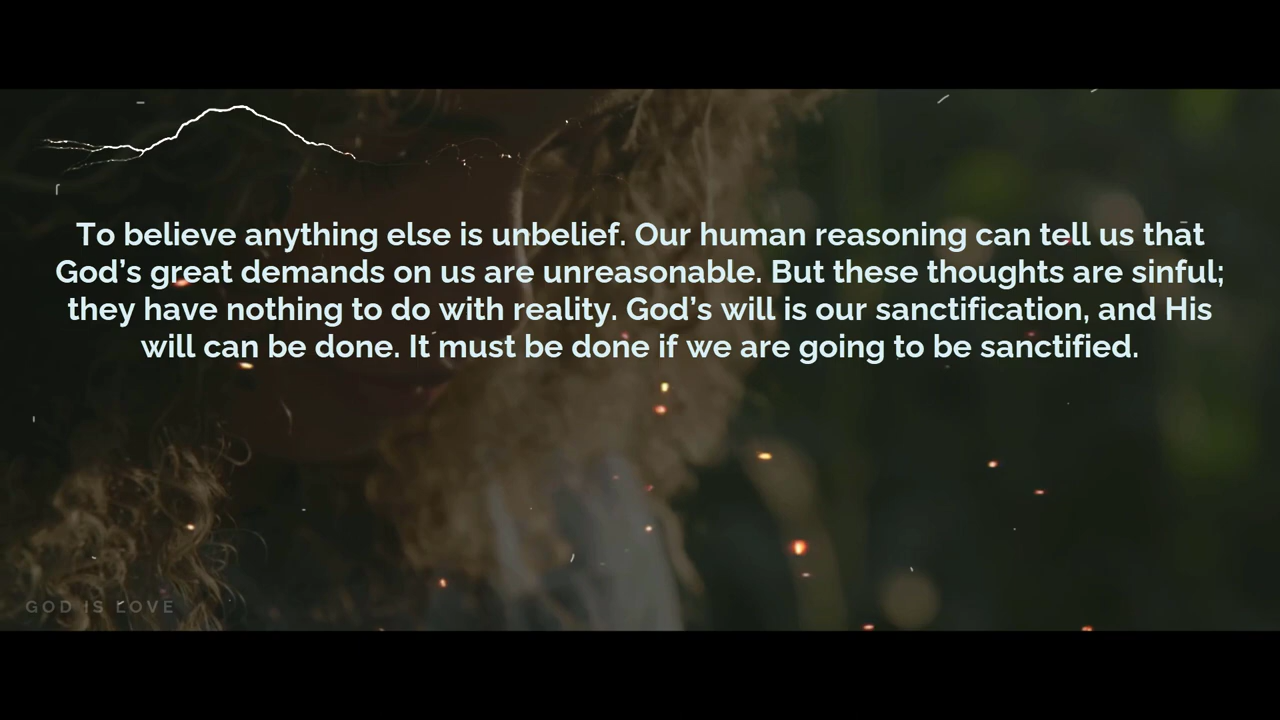 To believe anything else is unbelief. Our human reasoning can tell us that
God’s great demands on us are unreasonable. But these thoughts are sinful;
they have nothing to do with reality. God’s will is our sanctification, and His
will can be done. It must be done if we are going to be sanctified.
GOD IS LOVE